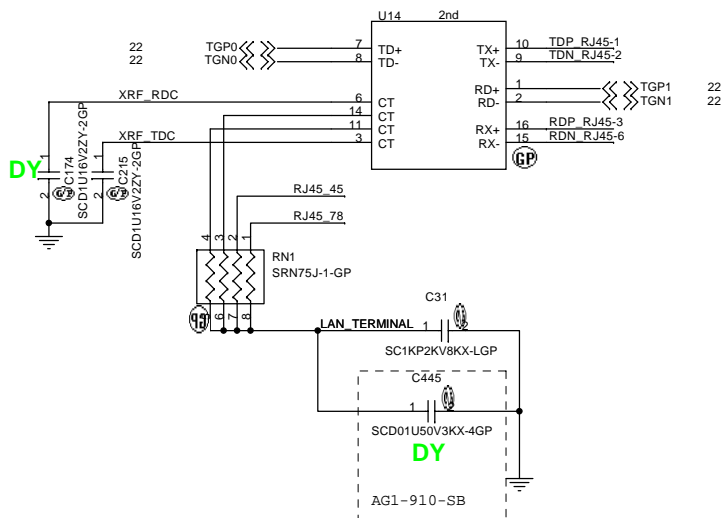 U14 2nd
22 TGP0 7 TD+ TX+ 10 TDP_RJ45-1
22 TGN0 8 TD- TX- 9 TDN_RJ45-2
RD+ 1 TGP1 22
RD- 2 TGN1 22
XRF_RDC 6 CT
14 CT
11 CT RX+ 16 RDP_RJ45-3
XRF_TDC 3 CT RX- 15 RDN_RJ45-6
GP
DY
1 2 C174
SCD1U16V2ZY-2GP
1 2 C215
SCD1U16V2ZY-2GP
RJ45_45
RJ45_78
4 3 2 1
RN1
SRN75J-1-GP
6 7 8
LAN_TERMINAL
C31
1 2
SC1KP2KV8KX-LGP
C445
1 2
SCD01U50V3KX-4GP
DY
AG1-910-SB